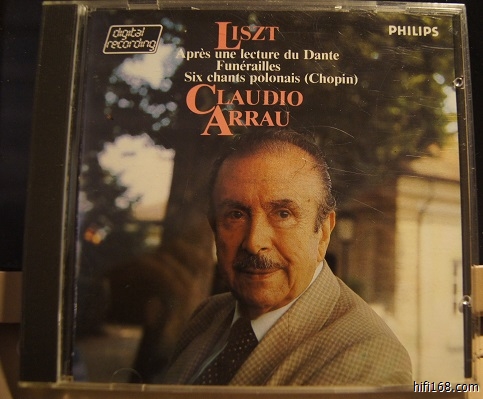 digital
recording
LISZT
PHILIPS
Après une lecture du Dante
Funérailles
Six chants polonais (Chopin)
CLAUDIO
ARRAU
hifi168.com